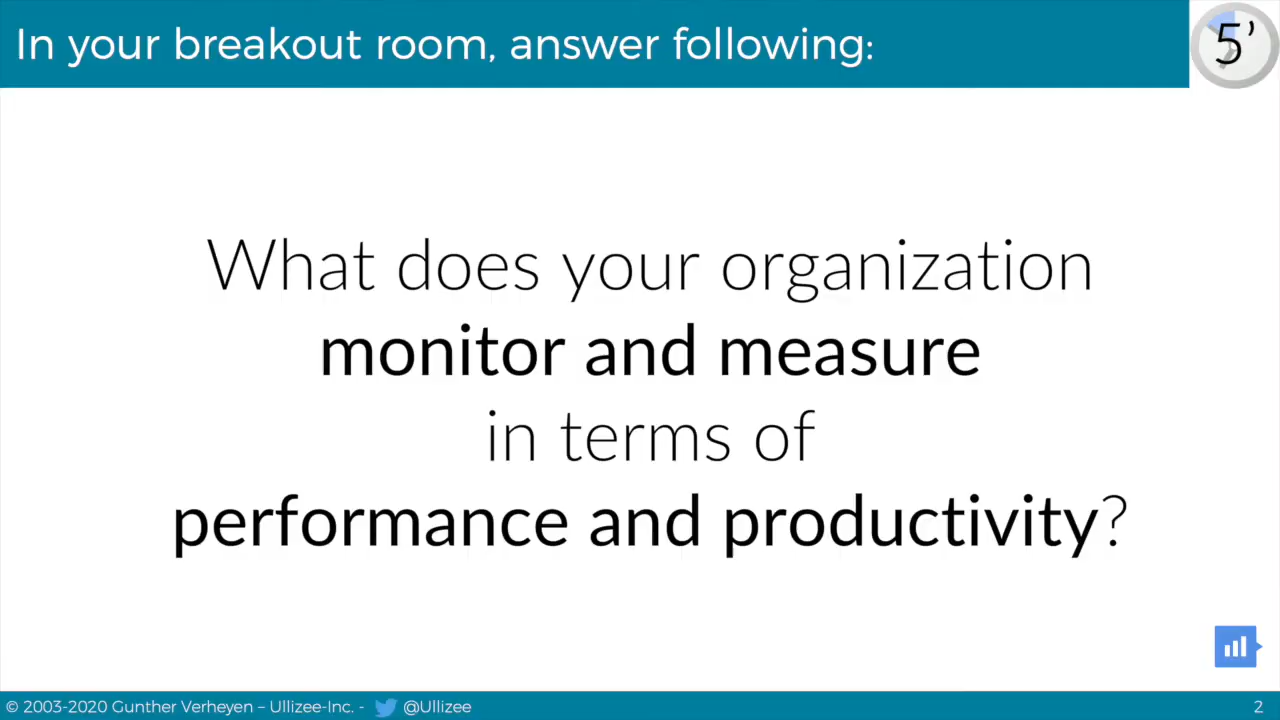 In your breakout room, answer following:
5’
What does your organization
monitor and measure
in terms of
performance and productivity?
© 2003-2020 Gunther Verheyen – Ullizee-Inc. - @Ullizee
2